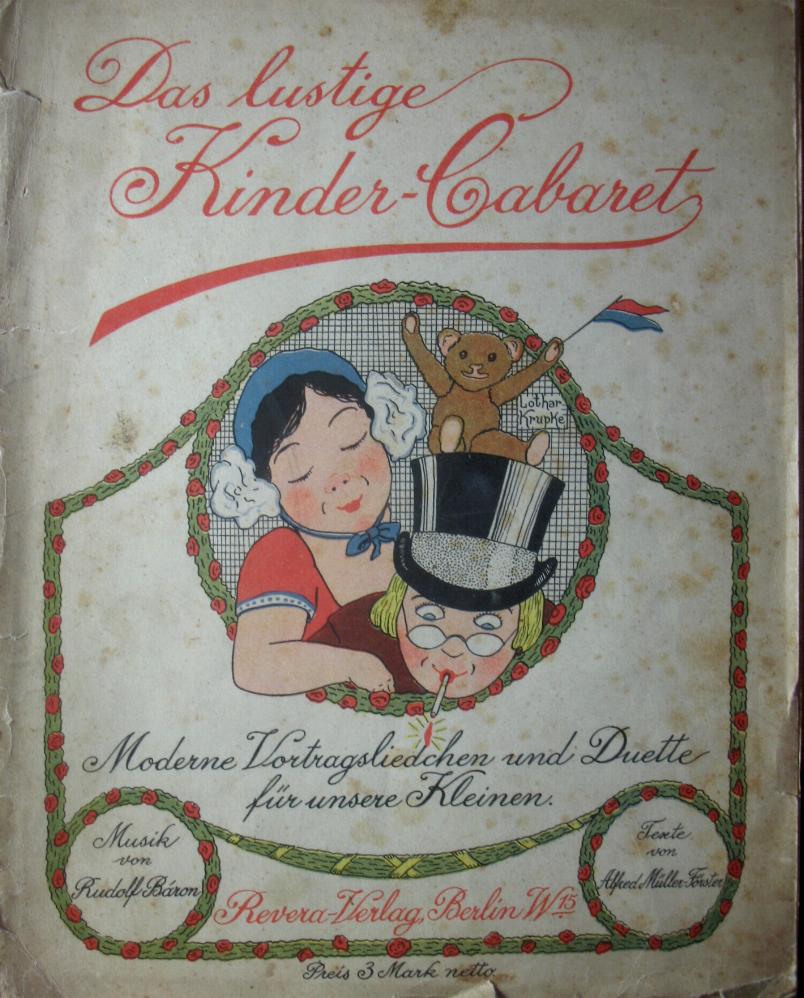 Das lustige
Kinder-Cabaret
Lothar
Krupke
Moderne Vortragsliedchen und Duette
für unsere Kleinen.
Musik
von
Rudolf Báron
Texte
von
Alfred Müller-Förster
Revera-Verlag, Berlin W 15
Preis 3 Mark netto